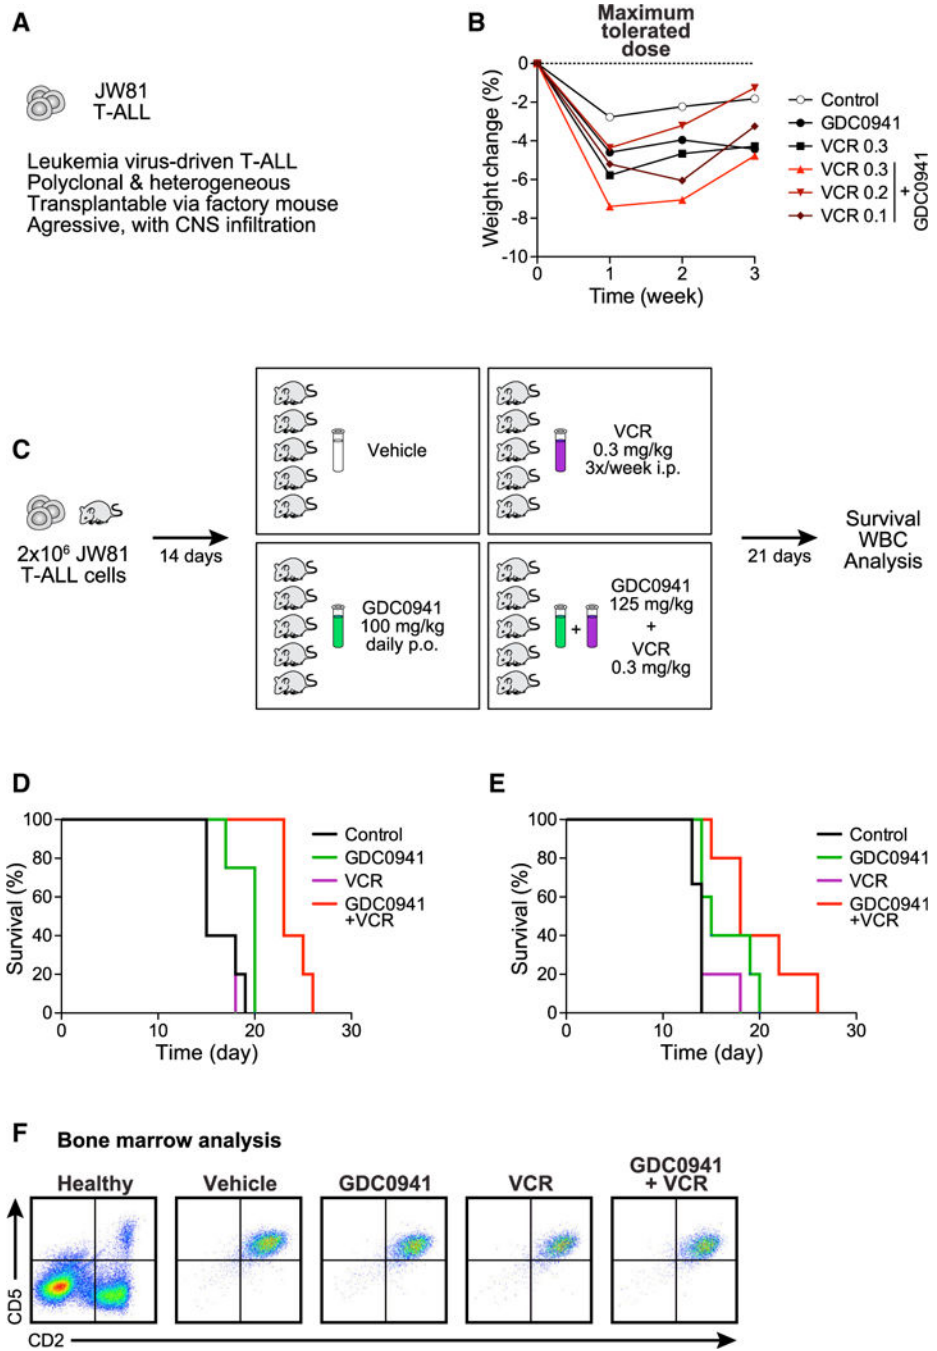 A
JW81
T-ALL
Leukemia virus-driven T-ALL
Polyclonal & heterogeneous
Transplantable via factory mouse
Agressive, with CNS infiltration
B
Maximum
tolerated
dose
Weight change (%)
0
-2
-4
-6
-8
-10
0
1
2
3
Time (week)
Control
GDC0941
VCR 0.3
VCR 0.3
VCR 0.2
VCR 0.1
+ GDC0941
C
2x10⁶ JW81
T-ALL cells
14 days
Vehicle
VCR
0.3 mg/kg
3x/week i.p.
GDC0941
100 mg/kg
daily p.o.
+
GDC0941
125 mg/kg
+
VCR
0.3 mg/kg
21 days
Survival
WBC
Analysis
D
Survival (%)
100
80
60
40
20
0
0
10
20
30
Time (day)
Control
GDC0941
VCR
GDC0941
+VCR
E
Survival (%)
100
80
60
40
20
0
0
10
20
30
Time (day)
Control
GDC0941
VCR
GDC0941
+VCR
F
Bone marrow analysis
Healthy
Vehicle
GDC0941
VCR
GDC0941
+ VCR
CD5
CD2